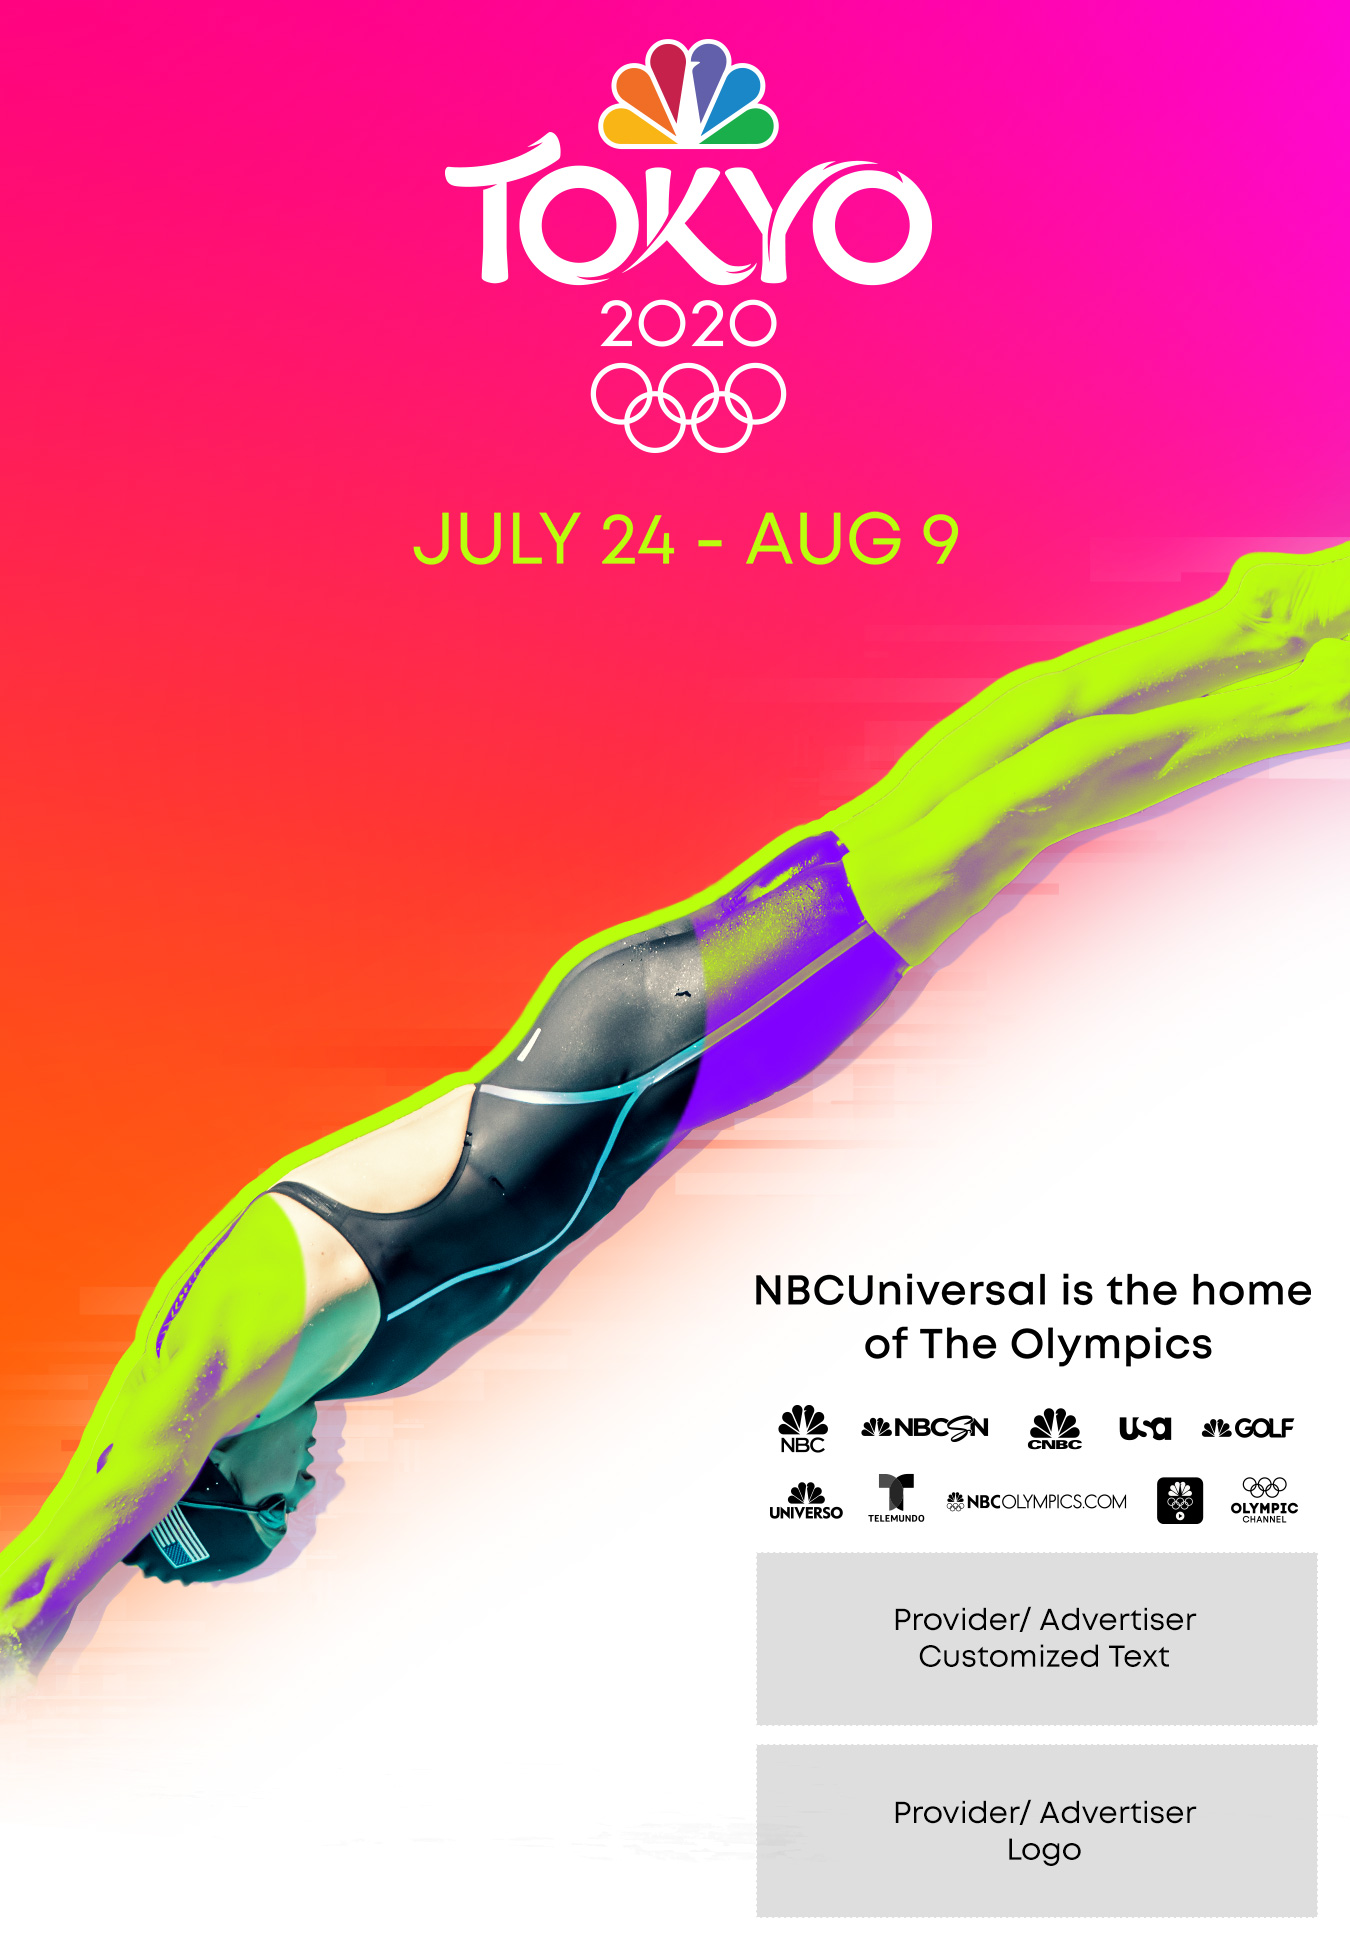 TOKYO
2020
JULY 24 - AUG 9
NBCUniversal is the home
of The Olympics
NBC NBCSN CNBC usa GOLF
UNIVERSO TELEMUNDO NBCOLYMPICS.COM OLYMPIC CHANNEL
Provider/ Advertiser
Customized Text
Provider/ Advertiser
Logo